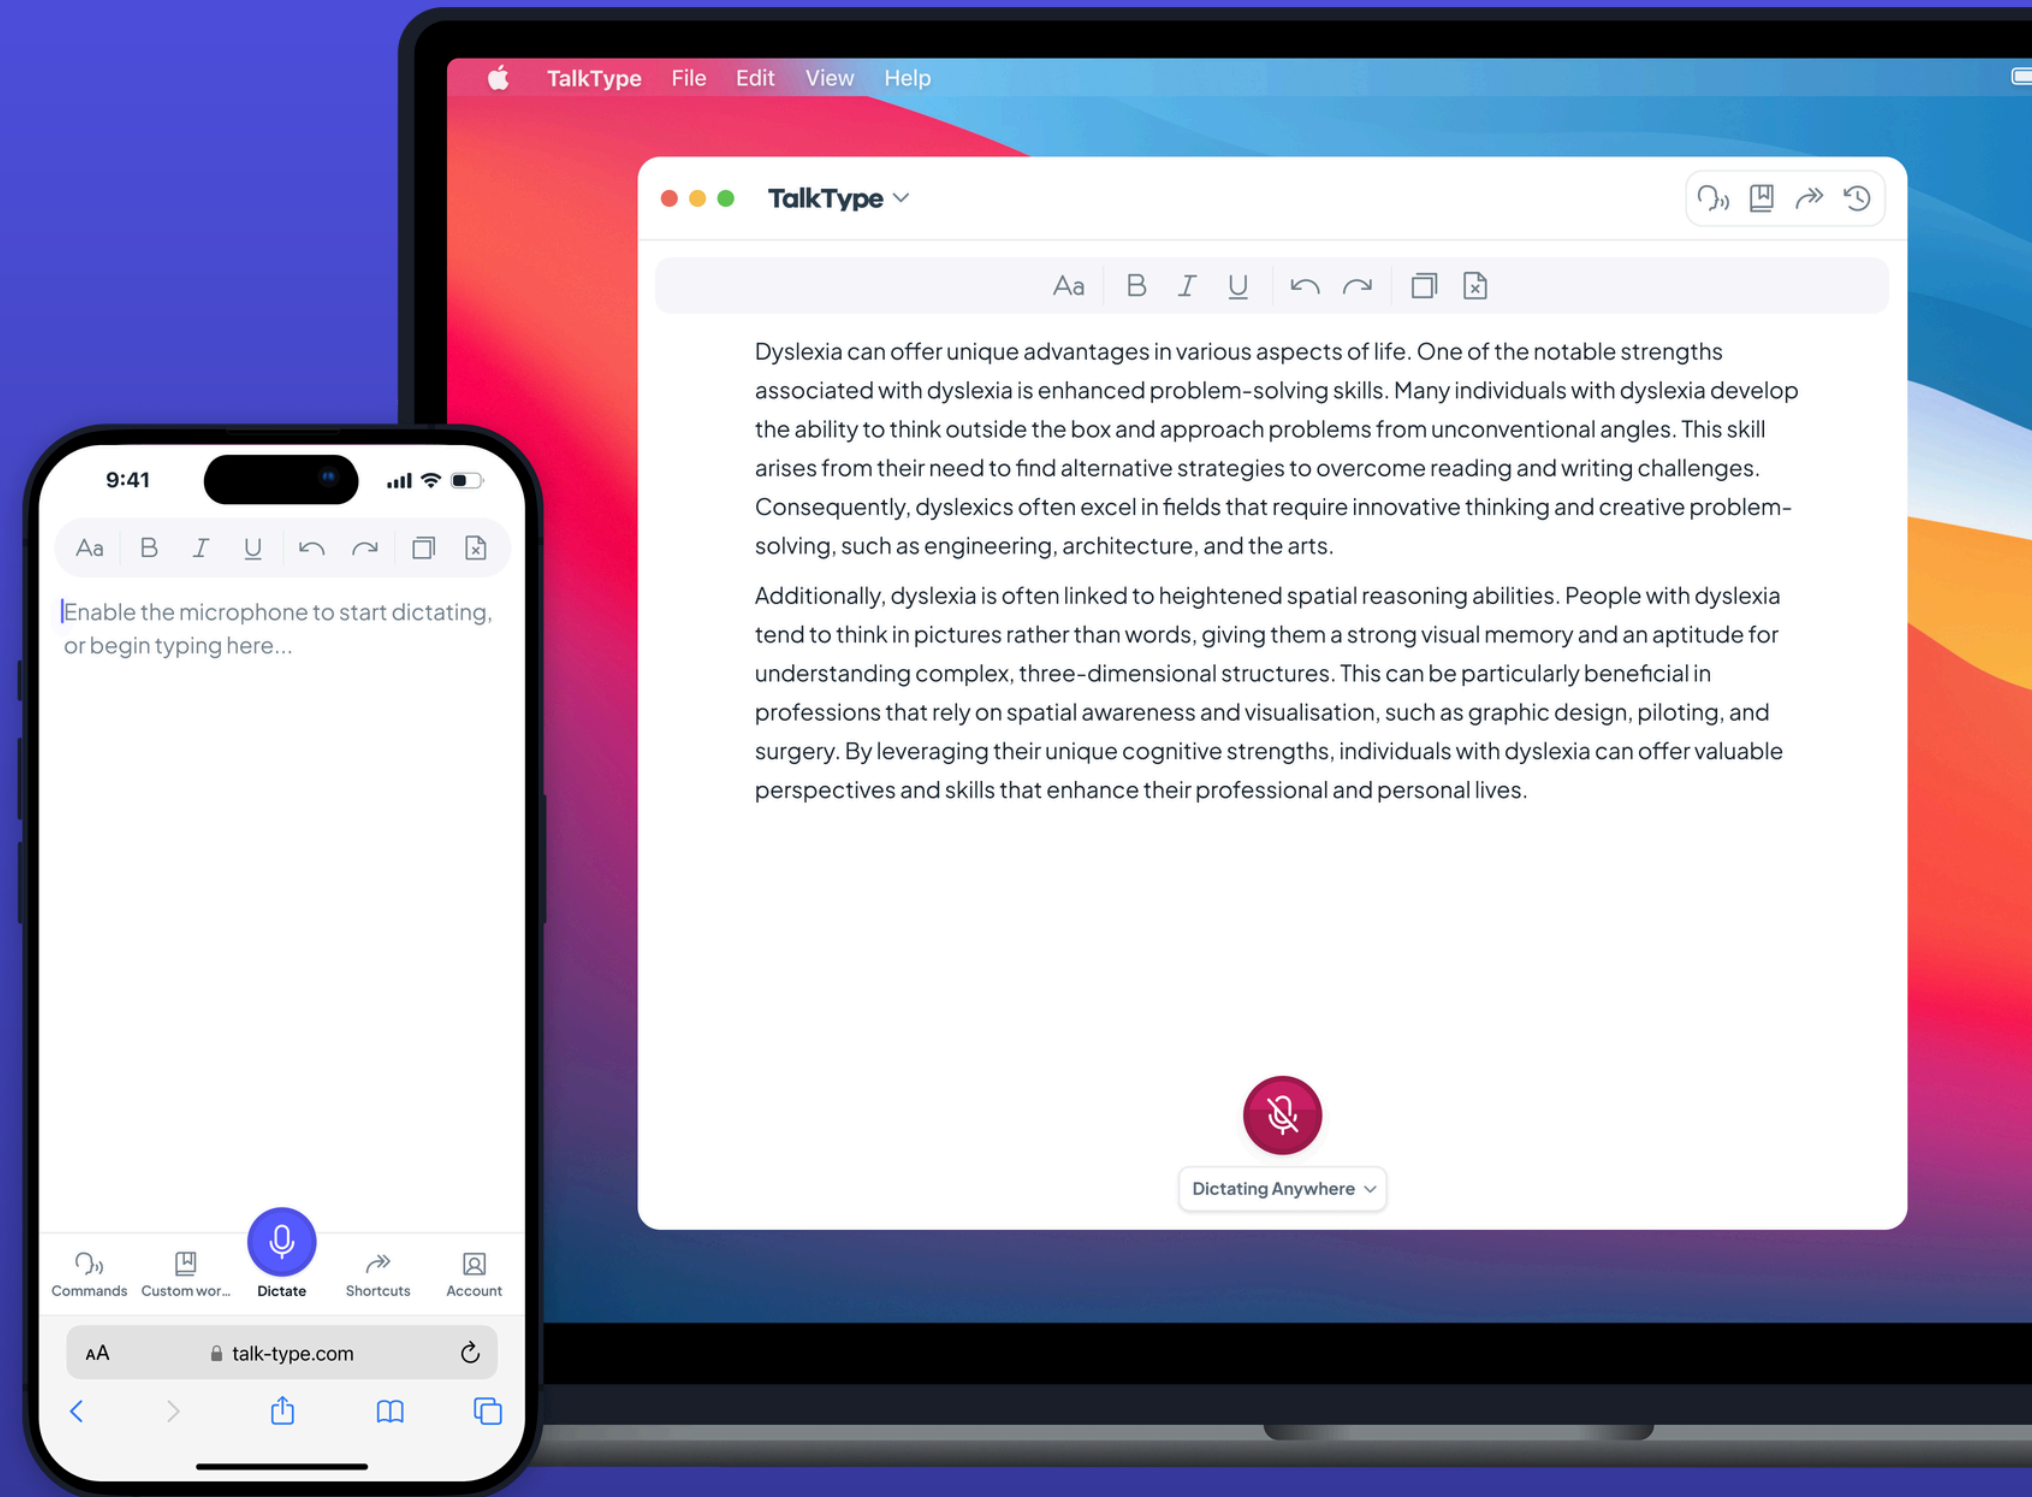 TalkType File Edit View Help
TalkType
Aa B I U
Dyslexia can offer unique advantages in various aspects of life. One of the notable strengths
associated with dyslexia is enhanced problem-solving skills. Many individuals with dyslexia develop
the ability to think outside the box and approach problems from unconventional angles. This skill
arises from their need to find alternative strategies to overcome reading and writing challenges.
Consequently, dyslexics often excel in fields that require innovative thinking and creative problem-
solving, such as engineering, architecture, and the arts.
Additionally, dyslexia is often linked to heightened spatial reasoning abilities. People with dyslexia
tend to think in pictures rather than words, giving them a strong visual memory and an aptitude for
understanding complex, three-dimensional structures. This can be particularly beneficial in
professions that rely on spatial awareness and visualisation, such as graphic design, piloting, and
surgery. By leveraging their unique cognitive strengths, individuals with dyslexia can offer valuable
perspectives and skills that enhance their professional and personal lives.
Dictating Anywhere
9:41
Aa B I U
Enable the microphone to start dictating,
or begin typing here...
Commands Custom wor... Dictate Shortcuts Account
AA talk-type.com